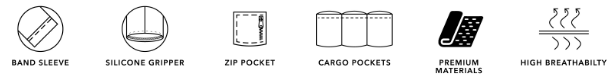 BAND SLEEVE
SILICONE GRIPPER
ZIP POCKET
CARGO POCKETS
PREMIUM
MATERIALS
HIGH BREATHABILTY